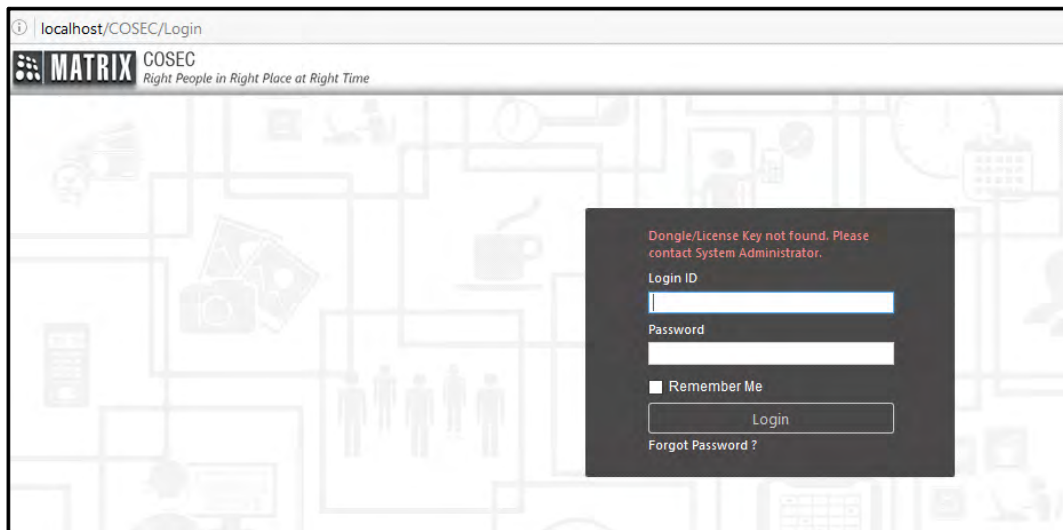 localhost/COSEC/Login
MATRIX COSEC
Right People in Right Place at Right Time
Dongle/License Key not found. Please
contact System Administrator.
Login ID
Password
Remember Me
Login
Forgot Password ?